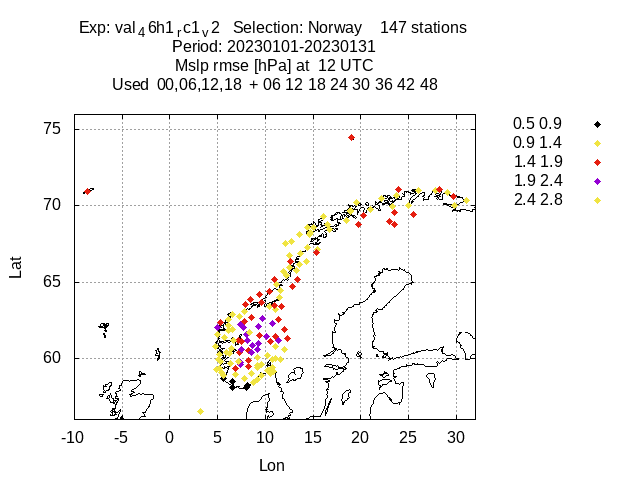 Exp: val_46h1_rc1_v2   Selection: Norway    147 stations
Period: 20230101-20230131
Mslp rmse [hPa] at  12 UTC
Used  00,06,12,18  + 06 12 18 24 30  36 42 48
0.5 0.9
0.9 1.4
1.4 1.9
1.9 2.4
2.4 2.8
75
70
65
60
Lat
-10 -5 0 5 10 15 20 25 30
Lon